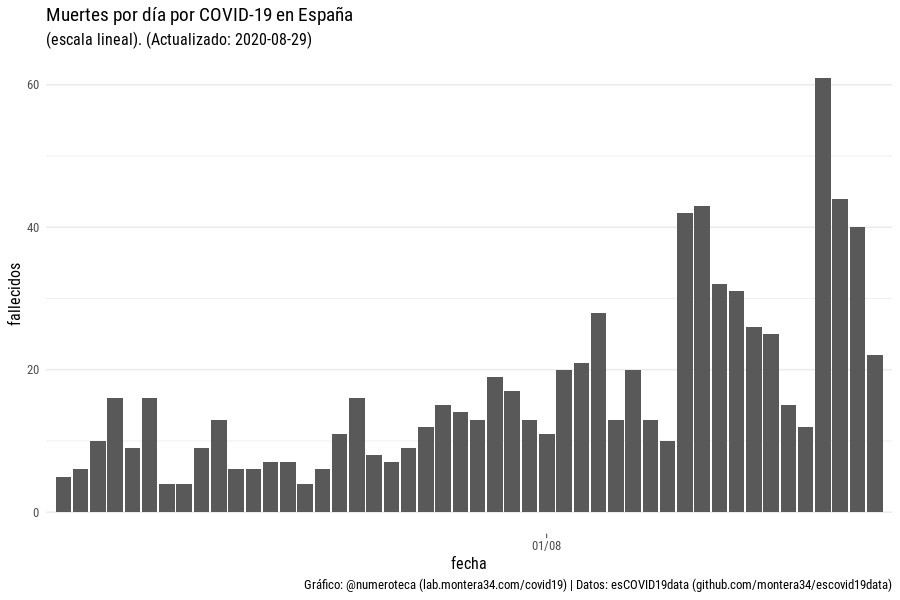 Muertes por día por COVID-19 en España
(escala lineal). (Actualizado: 2020-08-29)
60
40
20
0
fallecidos
01/08
fecha
Gráfico: @numeroteca (lab.montera34.com/covid19) | Datos: esCOVID19data (github.com/montera34/escovid19data)